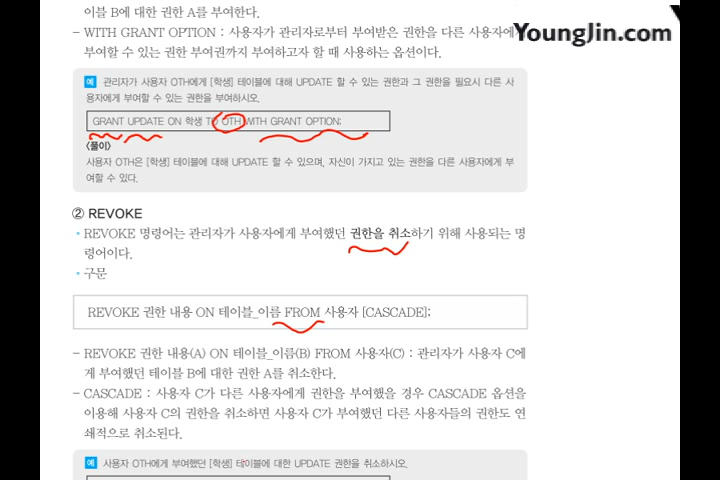 이블 B에 대한 권한 A를 부여한다.
YoungJin.com
– WITH GRANT OPTION : 사용자가 관리자로부터 부여받은 권한을 다른 사용자에
부여할 수 있는 권한 부여권까지 부여하고자 할 때 사용하는 옵션이다.
예 관리자가 사용자 OTH에게 [학생] 테이블에 대해 UPDATE 할 수 있는 권한과 그 권한을 필요시 다른 사
용자에게 부여할 수 있는 권한을 부여하시오.
GRANT UPDATE ON 학생 TO OTH WITH GRANT OPTION;
〈풀이〉
사용자 OTH은 [학생] 테이블에 대해 UPDATE 할 수 있으며, 자신이 가지고 있는 권한을 다른 사용자에게 부
여할 수 있다.
② REVOKE
• REVOKE 명령어는 관리자가 사용자에게 부여했던 권한을 취소하기 위해 사용되는 명
령어이다.
• 구문
REVOKE 권한 내용 ON 테이블_이름 FROM 사용자 [CASCADE];
– REVOKE 권한 내용(A) ON 테이블_이름(B) FROM 사용자(C) : 관리자가 사용자 C에
게 부여했던 테이블 B에 대한 권한 A를 취소한다.
– CASCADE : 사용자 C가 다른 사용자에게 권한을 부여했을 경우 CASCADE 옵션을
이용해 사용자 C의 권한을 취소하면 사용자 C가 부여했던 다른 사용자들의 권한도 연
쇄적으로 취소된다.
예 사용자 OTH에게 부여했던 [학생] 테이블에 대한 UPDATE 권한을 취소하시오.